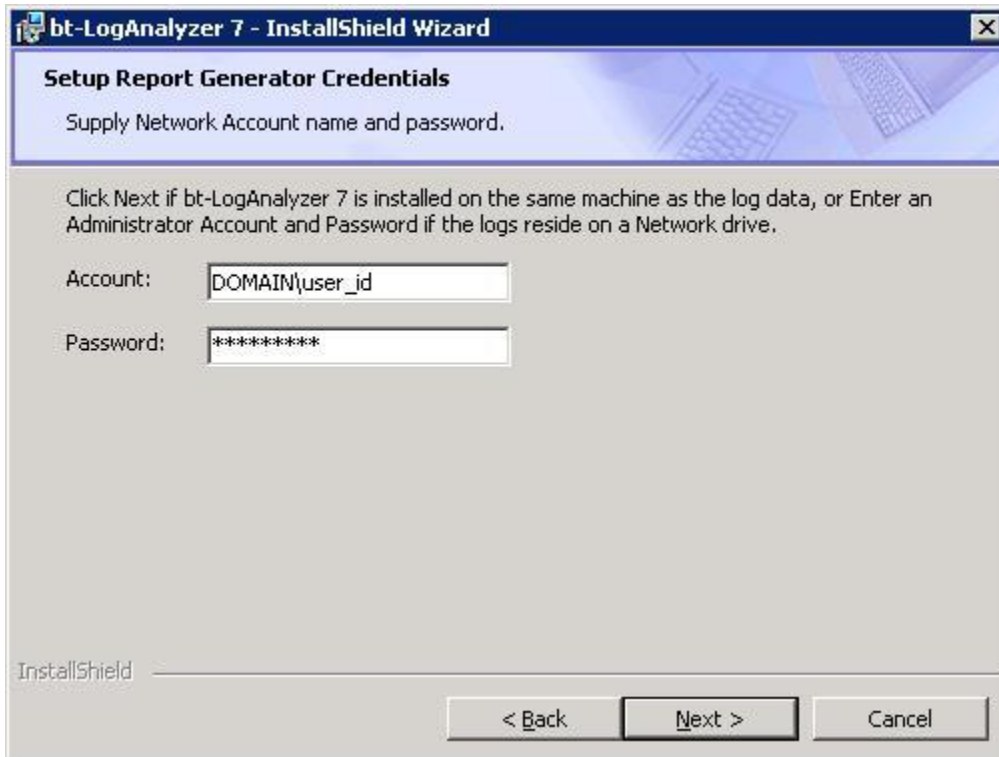 bt-LogAnalyzer 7 - InstallShield Wizard
Setup Report Generator Credentials
Supply Network Account name and password.
Click Next if bt-LogAnalyzer 7 is installed on the same machine as the log data, or Enter an
Administrator Account and Password if the logs reside on a Network drive.
Account: DOMAIN\user_id
Password: *********
InstallShield
< Back Next > Cancel